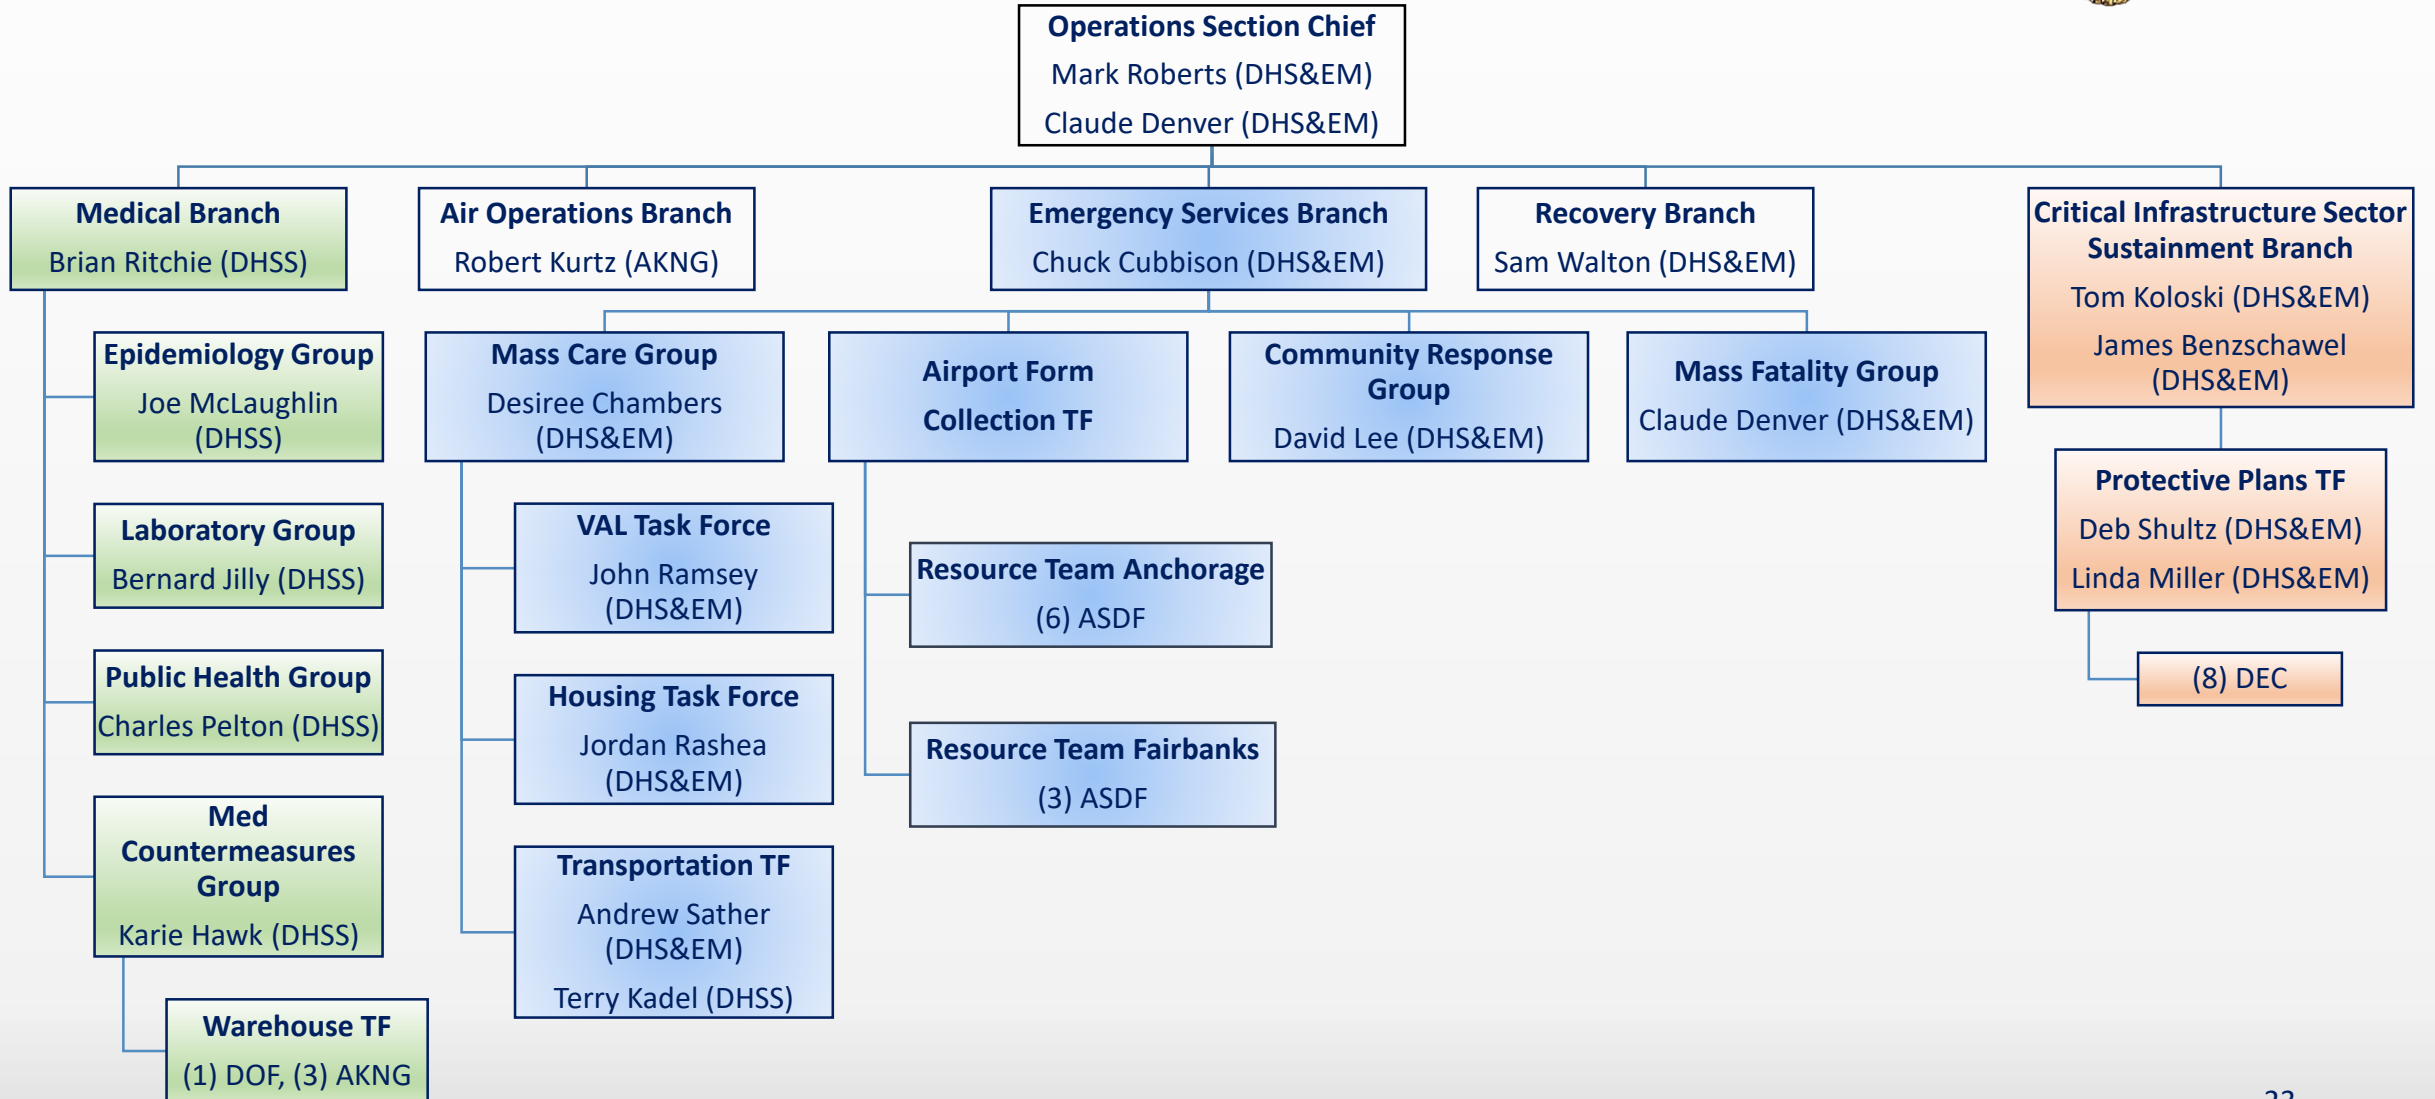 Operations Section Chief
Mark Roberts (DHS&EM)
Claude Denver (DHS&EM)
Medical Branch
Brian Ritchie (DHSS)
Air Operations Branch
Robert Kurtz (AKNG)
Emergency Services Branch
Chuck Cubbison (DHS&EM)
Recovery Branch
Sam Walton (DHS&EM)
Critical Infrastructure Sector
Sustainment Branch
Tom Koloski (DHS&EM)
James Benzschawel
(DHS&EM)
Epidemiology Group
Joe McLaughlin
(DHSS)
Laboratory Group
Bernard Jilly (DHSS)
Public Health Group
Charles Pelton (DHSS)
Med
Countermeasures
Group
Karie Hawk (DHSS)
Warehouse TF
(1) DOF, (3) AKNG
Mass Care Group
Desiree Chambers
(DHS&EM)
VAL Task Force
John Ramsey
(DHS&EM)
Housing Task Force
Jordan Rashea
(DHS&EM)
Transportation TF
Andrew Sather
(DHS&EM)
Terry Kadel (DHSS)
Airport Form
Collection TF
Resource Team Anchorage
(6) ASDF
Resource Team Fairbanks
(3) ASDF
Community Response
Group
David Lee (DHS&EM)
Mass Fatality Group
Claude Denver (DHS&EM)
Protective Plans TF
Deb Shultz (DHS&EM)
Linda Miller (DHS&EM)
(8) DEC